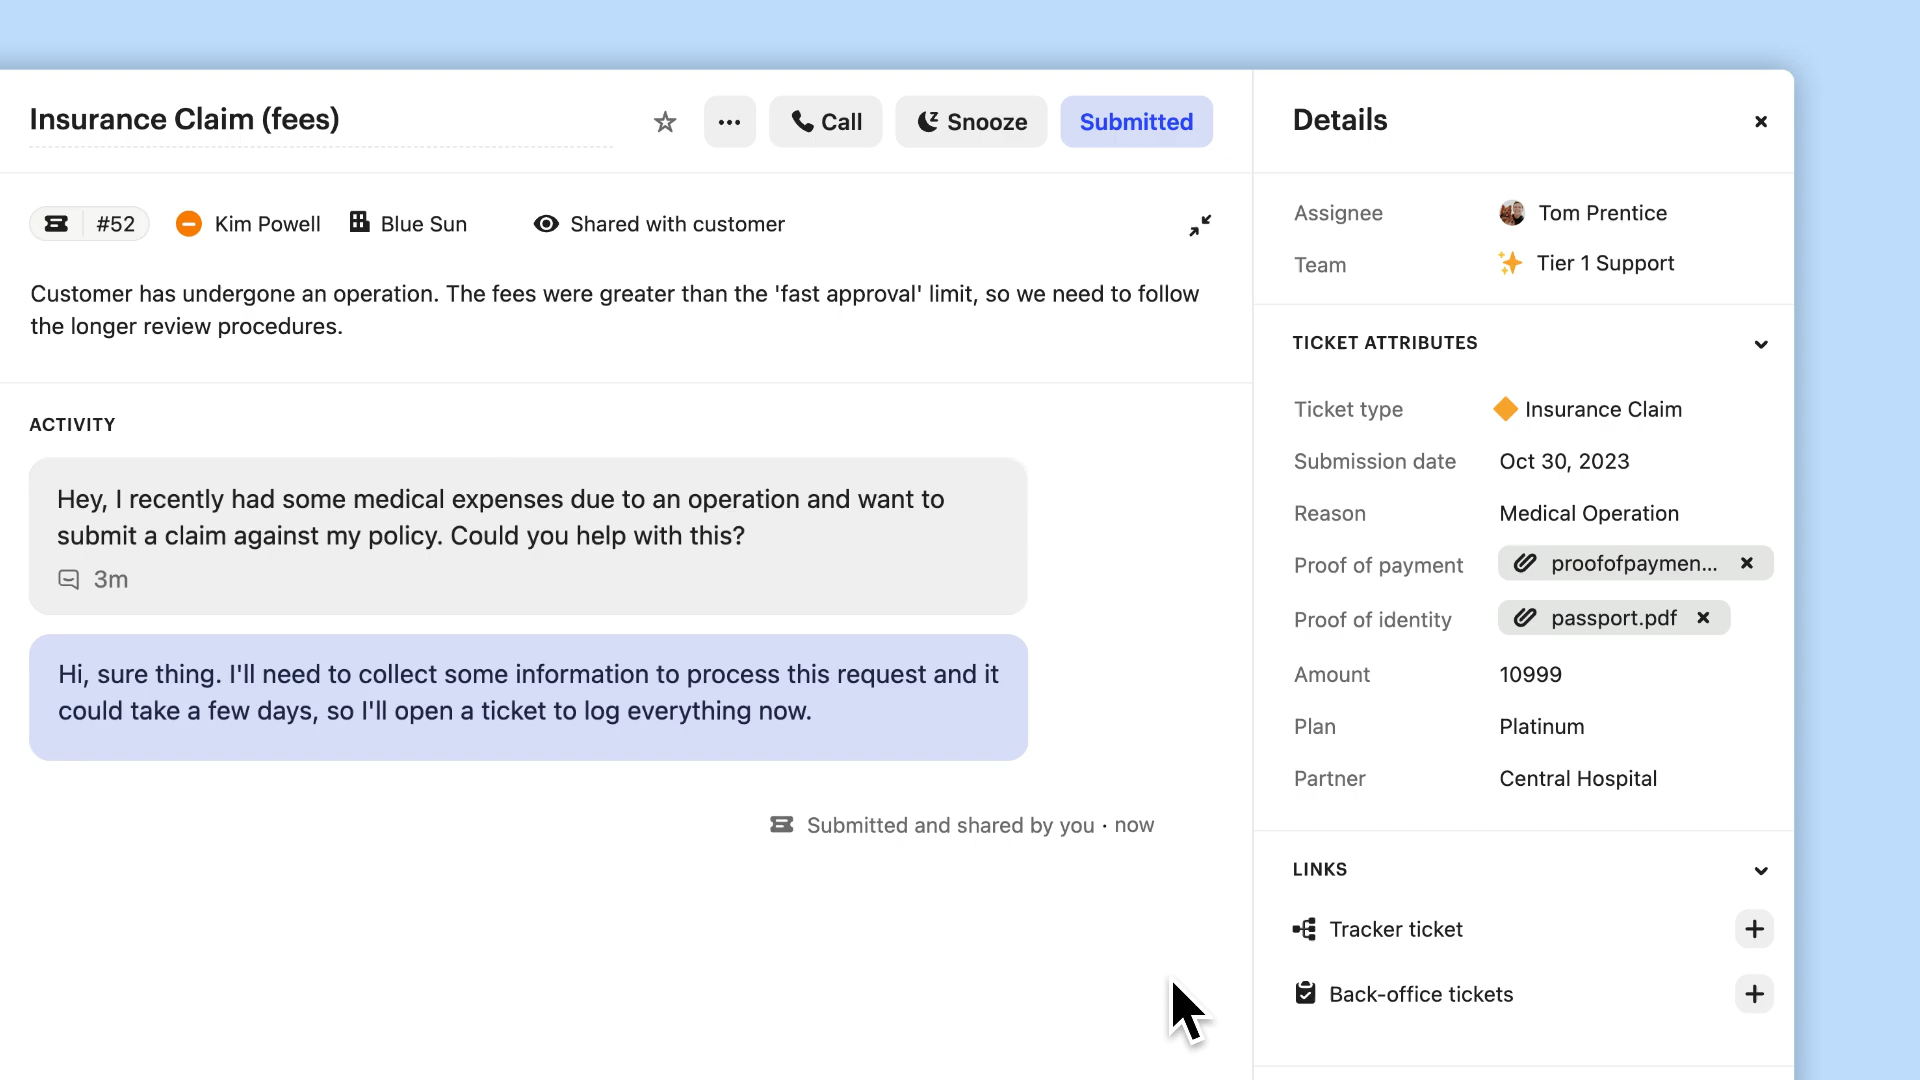 Insurance Claim (fees)
Call
Snooze
Submitted
#52
Kim Powell
Blue Sun
Shared with customer
Customer has undergone an operation. The fees were greater than the 'fast approval' limit, so we need to follow
the longer review procedures.
ACTIVITY
Hey, I recently had some medical expenses due to an operation and want to
submit a claim against my policy. Could you help with this?
3m
Hi, sure thing. I'll need to collect some information to process this request and it
could take a few days, so I'll open a ticket to log everything now.
Submitted and shared by you · now
Details
Assignee Tom Prentice
Team Tier 1 Support
TICKET ATTRIBUTES
Ticket type Insurance Claim
Submission date Oct 30, 2023
Reason Medical Operation
Proof of payment proofofpaymen...
Proof of identity passport.pdf
Amount 10999
Plan Platinum
Partner Central Hospital
LINKS
Tracker ticket
Back-office tickets